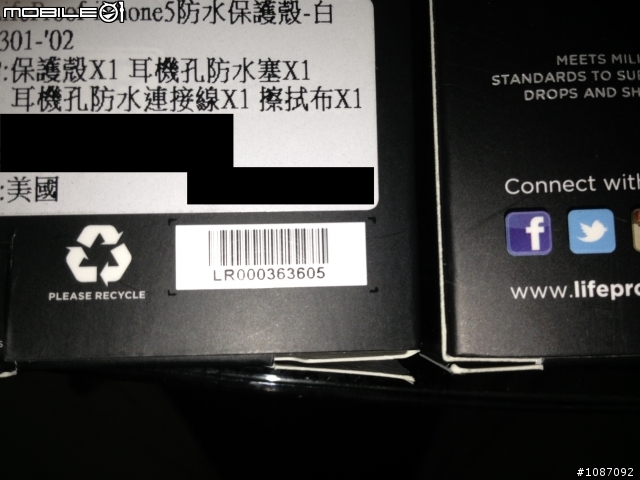 MOBILE01
iPhone5防水保護殼-白
301-'02
:保護殼X1 耳機孔防水塞X1
耳機孔防水連接線X1 擦拭布X1
:美國
PLEASE RECYCLE
LR000363605
MEETS MILI
STANDARDS TO SU
DROPS AND SH
Connect with
f
www.lifepro
#1087092